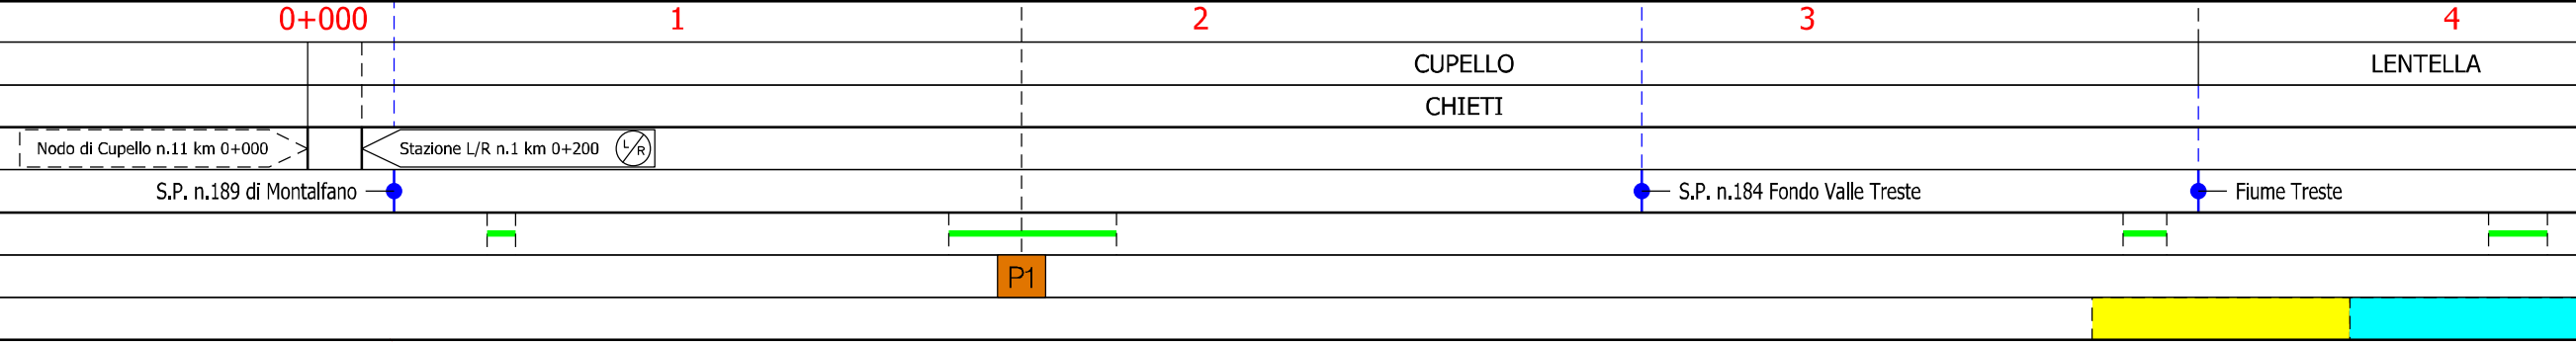 0+000 1 2 3 4
CUPELLO LENTELLA
CHIETI
Nodo di Cupello n.11 km 0+000 Stazione L/R n.1 km 0+200 L/R
S.P. n.189 di Montalfano S.P. n.184 Fondo Valle Treste Fiume Treste
P1